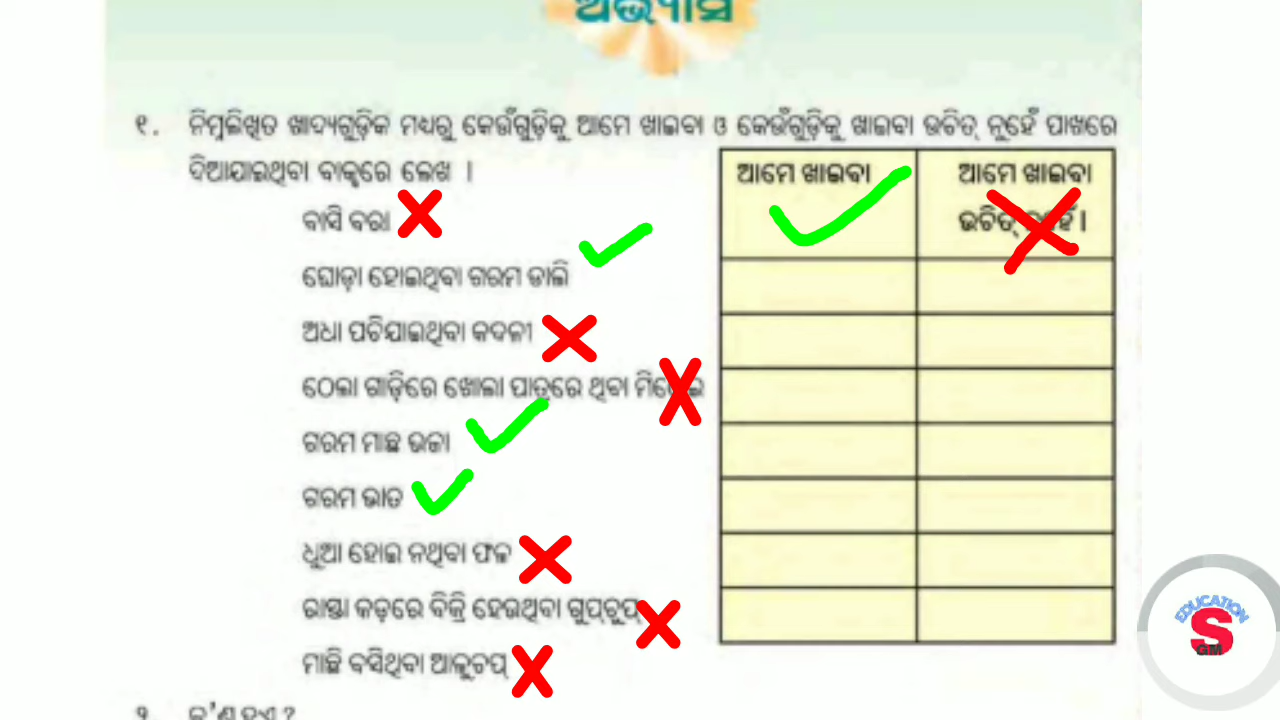 ଅଭ୍ୟାସ
୧. ନିମ୍ନଲିଖିତ ଖାଦ୍ୟଗୁଡ଼ିକ ମଧ୍ୟରୁ କେଉଁଗୁଡ଼ିକୁ ଆମେ ଖାଇବା ଓ କେଉଁଗୁଡ଼ିକୁ ଖାଇବା ଉଚିତ୍ ନୁହେଁ ପାଖରେ
ଦିଆଯାଇଥିବା ବାକ୍ସରେ ଲେଖ ।
ଆମେ ଖାଇବା
ଆମେ ଖାଇବା
ଉଚିତ୍ ନୁହେଁ।
ବାସି ବରା
ଘୋଡ଼ା ହୋଇଥିବା ଗରମ ଡାଲି
ଅଧା ପଚିଯାଇଥିବା କଦଳୀ
ଠେଲା ଗାଡ଼ିରେ ଖୋଲା ପାତ୍ରରେ ଥିବା ମିଠେଇ
ଗରମ ମାଛ ଭଜା
ଗରମ ଭାତ
ଧୁଆ ହୋଇ ନଥିବା ଫଳ
ରାସ୍ତା କଡ଼ରେ ବିକ୍ରି ହେଉଥିବା ଗୁପ୍‌ଚୁପ୍
ମାଛି ବସିଥିବା ଆଳୁଚପ୍
EDUCATION
S
GM
୨. କ'ଣ ହୁଏ ?